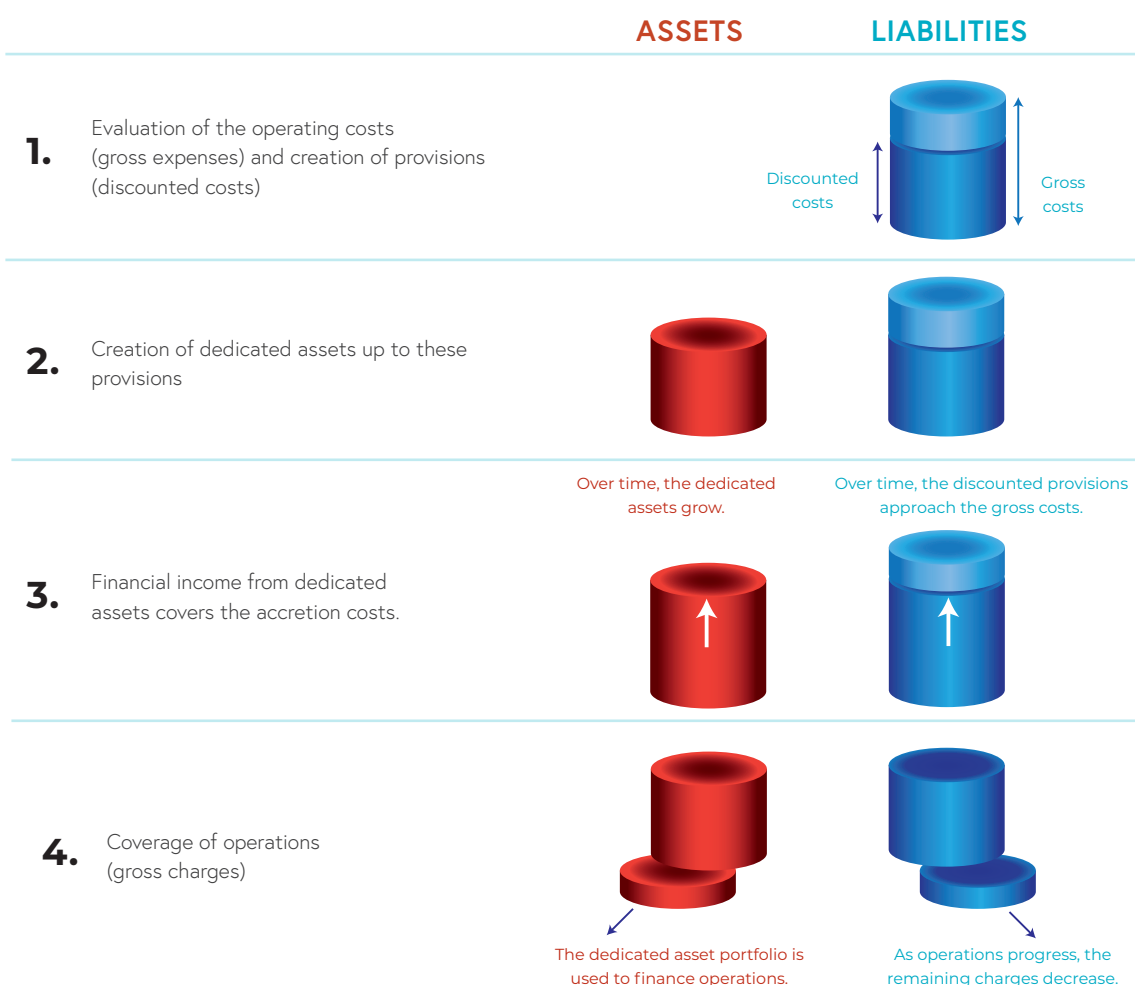 ASSETS
LIABILITIES
1.
Evaluation of the operating costs
(gross expenses) and creation of provisions
(discounted costs)
Discounted
costs
Gross
costs
2.
Creation of dedicated assets up to these
provisions
Over time, the dedicated
assets grow.
Over time, the discounted provisions
approach the gross costs.
3.
Financial income from dedicated
assets covers the accretion costs.
4.
Coverage of operations
(gross charges)
The dedicated asset portfolio is
used to finance operations.
As operations progress, the
remaining charges decrease.